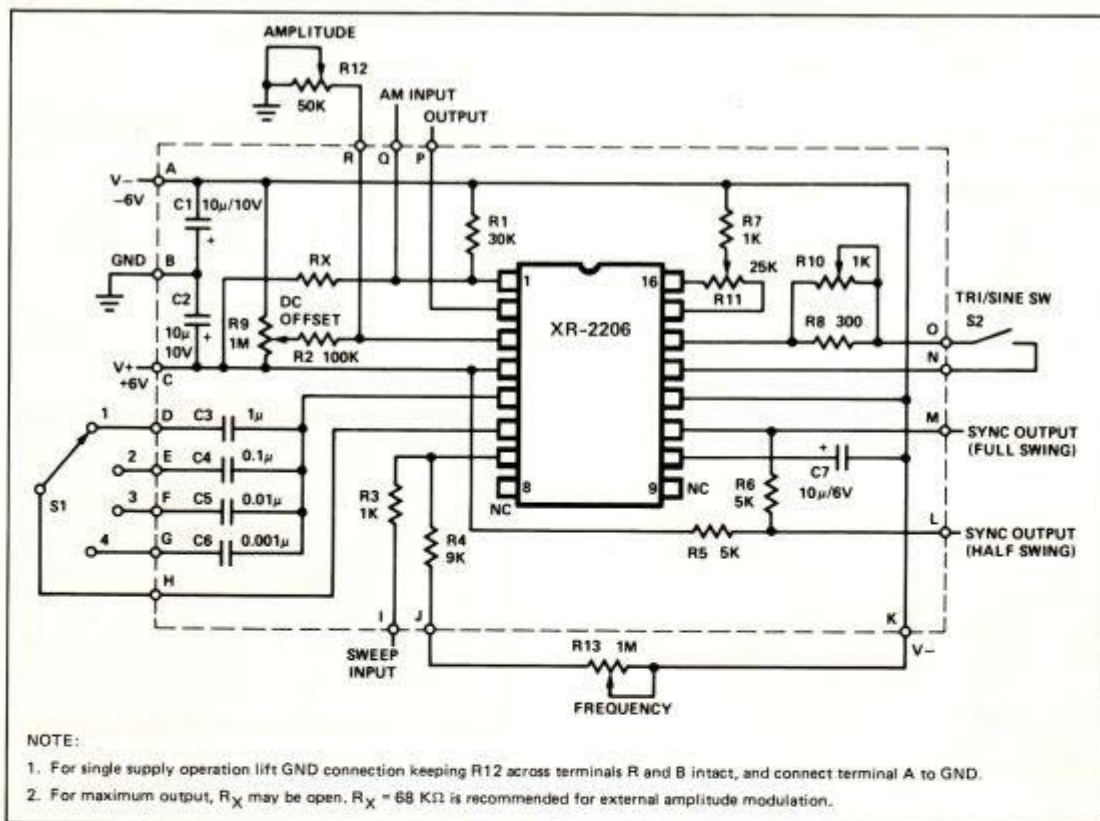 AMPLITUDE
R12
50K
AM INPUT
OUTPUT
R
Q
P
A
V−
−6V
C1 10μ/10V
+
R1
30K
R7
1K
GND
B
RX
1
16
25K
R11
R10
1K
TRI/SINE SW
S2
C2
10μ
10V
+
R9
1M
DC
OFFSET
R2 100K
XR-2206
R8 300
O
N
V+
+6V
C
1
D
C3
1μ
M
SYNC OUTPUT
(FULL SWING)
2
E
C4
0.1μ
+
C7
10μ/6V
S1
3
F
C5
0.01μ
R3
1K
8
NC
9
NC
R6
5K
4
G
C6
0.001μ
R4
9K
R5 5K
L
SYNC OUTPUT
(HALF SWING)
H
I
J
K
SWEEP
INPUT
R13 1M
V−
FREQUENCY
NOTE:
1. For single supply operation lift GND connection keeping R12 across terminals R and B intact, and connect terminal A to GND.
2. For maximum output, RX may be open. RX = 68 KΩ is recommended for external amplitude modulation.